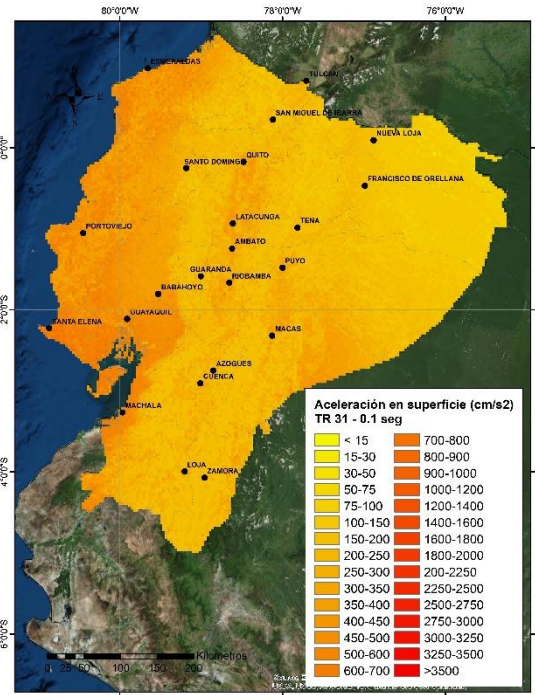 80°0'0"W 78°0'0"W 76°0'0"W
N
W E
S
ESMERALDAS
TULCAN
SAN MIGUEL DE IBARRA
NUEVA LOJA
0°0'0"
QUITO
SANTO DOMINGO
FRANCISCO DE ORELLANA
LATACUNGA
TENA
PORTOVIEJO
AMBATO
PUYO
GUARANDA
RIOBAMBA
BABAHOYO
2°0'0"S
GUAYAQUIL
SANTA ELENA
MACAS
AZOGUES
CUENCA
MACHALA
4°0'0"S
LOJA
ZAMORA
6°0'0"S
Aceleración en superficie (cm/s2)
TR 31 - 0.1 seg
< 15 700-800
15-30 800-900
30-50 900-1000
50-75 1000-1200
75-100 1200-1400
100-150 1400-1600
150-200 1600-1800
200-250 1800-2000
250-300 200-2250
300-350 2250-2500
350-400 2500-2750
400-450 2750-3000
450-500 3000-3250
500-600 3250-3500
600-700 >3500
Kilometros
0 25 50 100 150 200